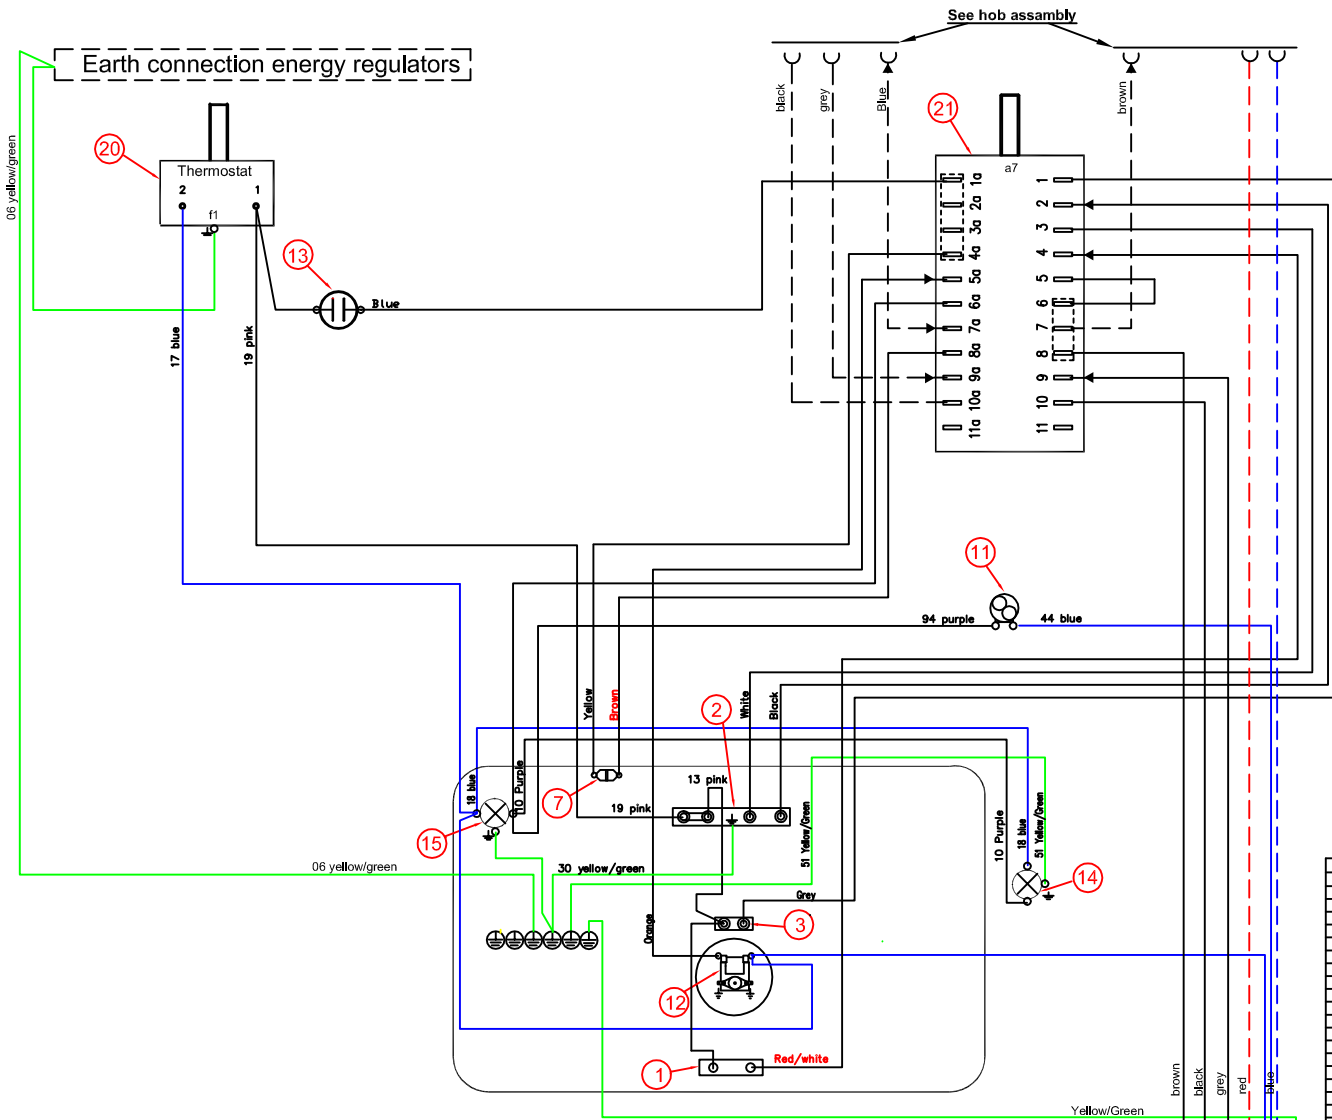 See hob assambly
Earth connection energy regulators
black
grey
Blue
brown
06 yellow/green
20
21
Thermostat
2
1
f1
a7
1a
2a
3a
4a
5a
6a
7a
8a
9a
10a
11a
1
2
3
4
5
6
7
8
9
10
11
13
Blue
17 blue
19 pink
11
94 purple
44 blue
Yellow
Brown
2
White
Black
18 blue
10 Purple
7
13 pink
19 pink
15
51 Yellow/Green
10 Purple
18 blue
51 Yellow/Green
06 yellow/green
30 yellow/green
14
Grey
3
Orange
12
Red/white
1
brown
black
grey
red
blue
Yellow/Green